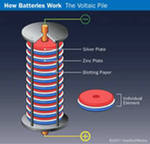 How Batteries Work The Voltaic Pile
Silver Plate
Zinc Plate
Blotting Paper
Individual
Element